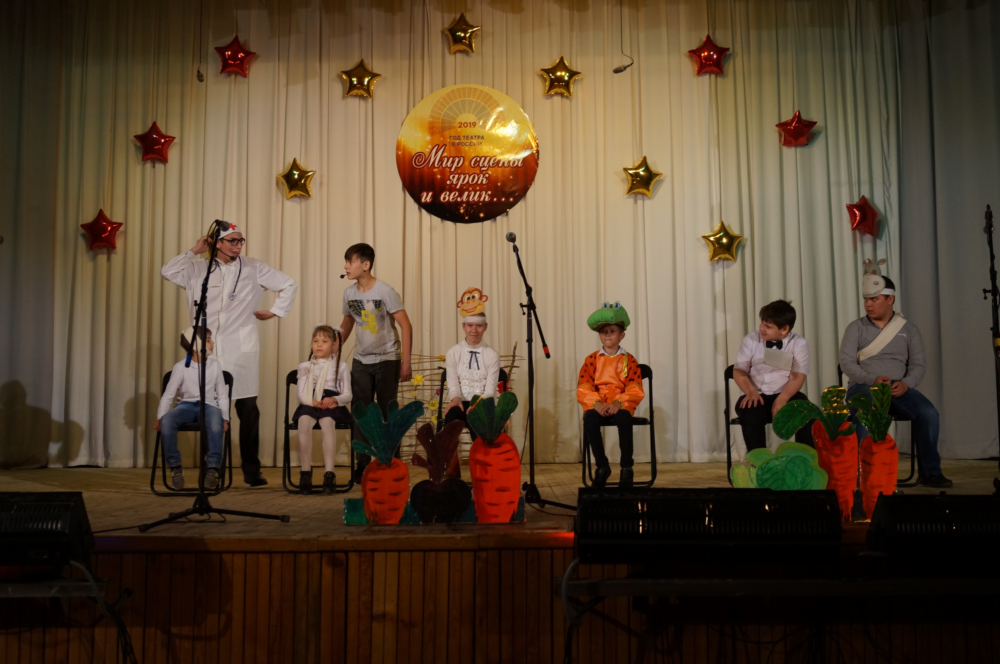 2019
ГОД ТЕАТРА
В РОССИИ
Мир сцены
ярок
и велик...